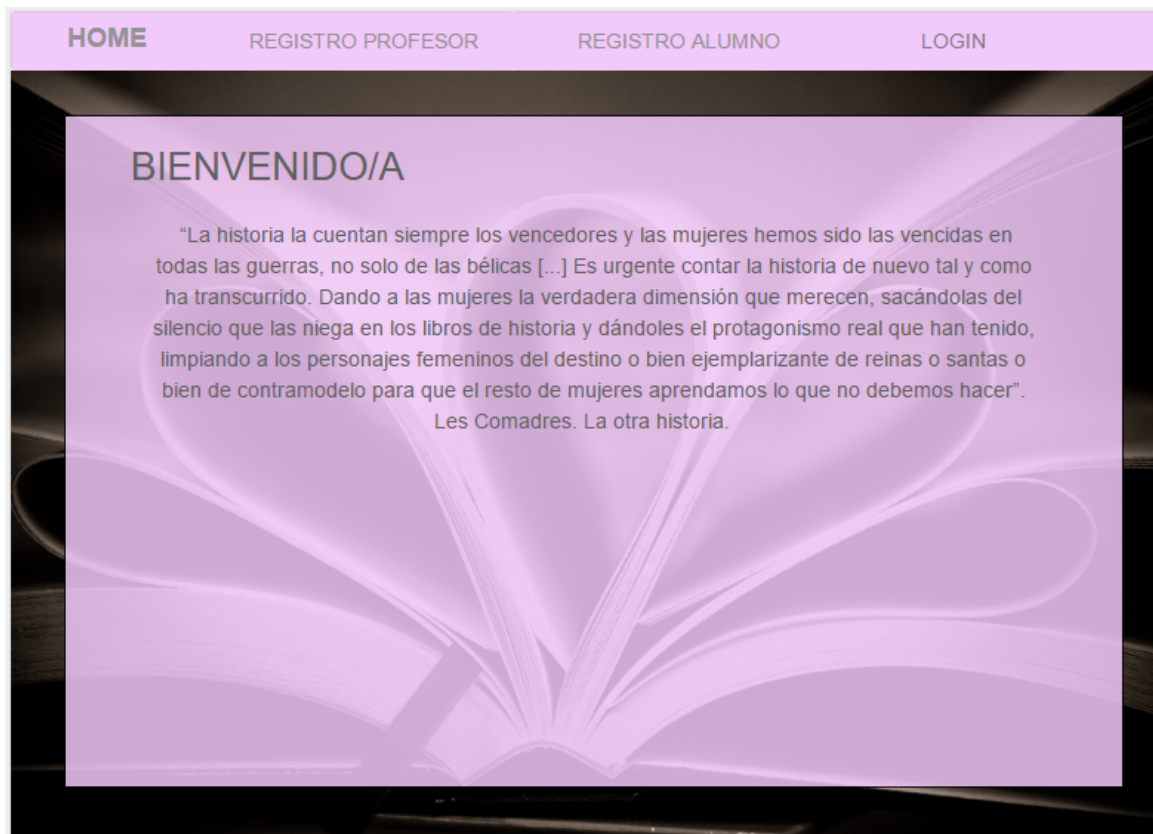 HOME REGISTRO PROFESOR REGISTRO ALUMNO LOGIN
BIENVENIDO/A
“La historia la cuentan siempre los vencedores y las mujeres hemos sido las vencidas en
todas las guerras, no solo de las bélicas [...] Es urgente contar la historia de nuevo tal y como
ha transcurrido. Dando a las mujeres la verdadera dimensión que merecen, sacándolas del
silencio que las niega en los libros de historia y dándoles el protagonismo real que han tenido,
limpiando a los personajes femeninos del destino o bien ejemplarizante de reinas o santas o
bien de contramodelo para que el resto de mujeres aprendamos lo que no debemos hacer”.
Les Comadres. La otra historia.